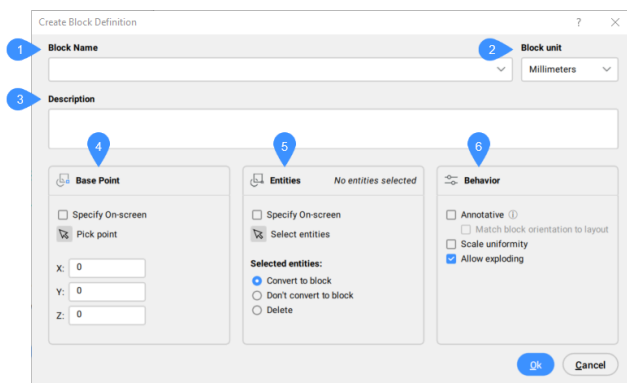 Create Block Definition ?
1 Block Name
2 Block unit
Millimeters
3 Description
4
5
6
Base Point
Entities No entities selected
Behavior
Specify On-screen
Pick point
X: 0
Y: 0
Z: 0
Specify On-screen
Select entities
Selected entities:
Convert to block
Don't convert to block
Delete
Annotative
Match block orientation to layout
Scale uniformity
Allow exploding
Ok
Cancel